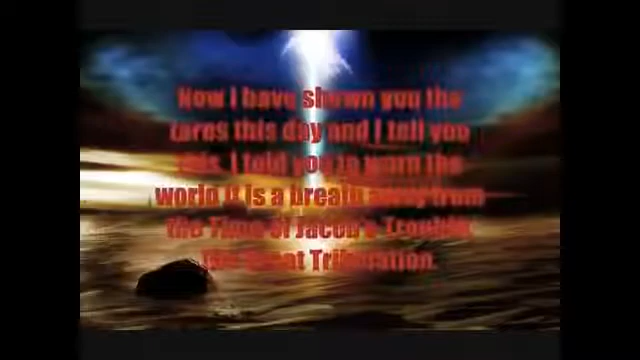 Now I have shown you the
tares this day and I tell you
this, I told you to warn the
world it is a breath away from
the Time of Jacob's Trouble,
The Great Tribulation.